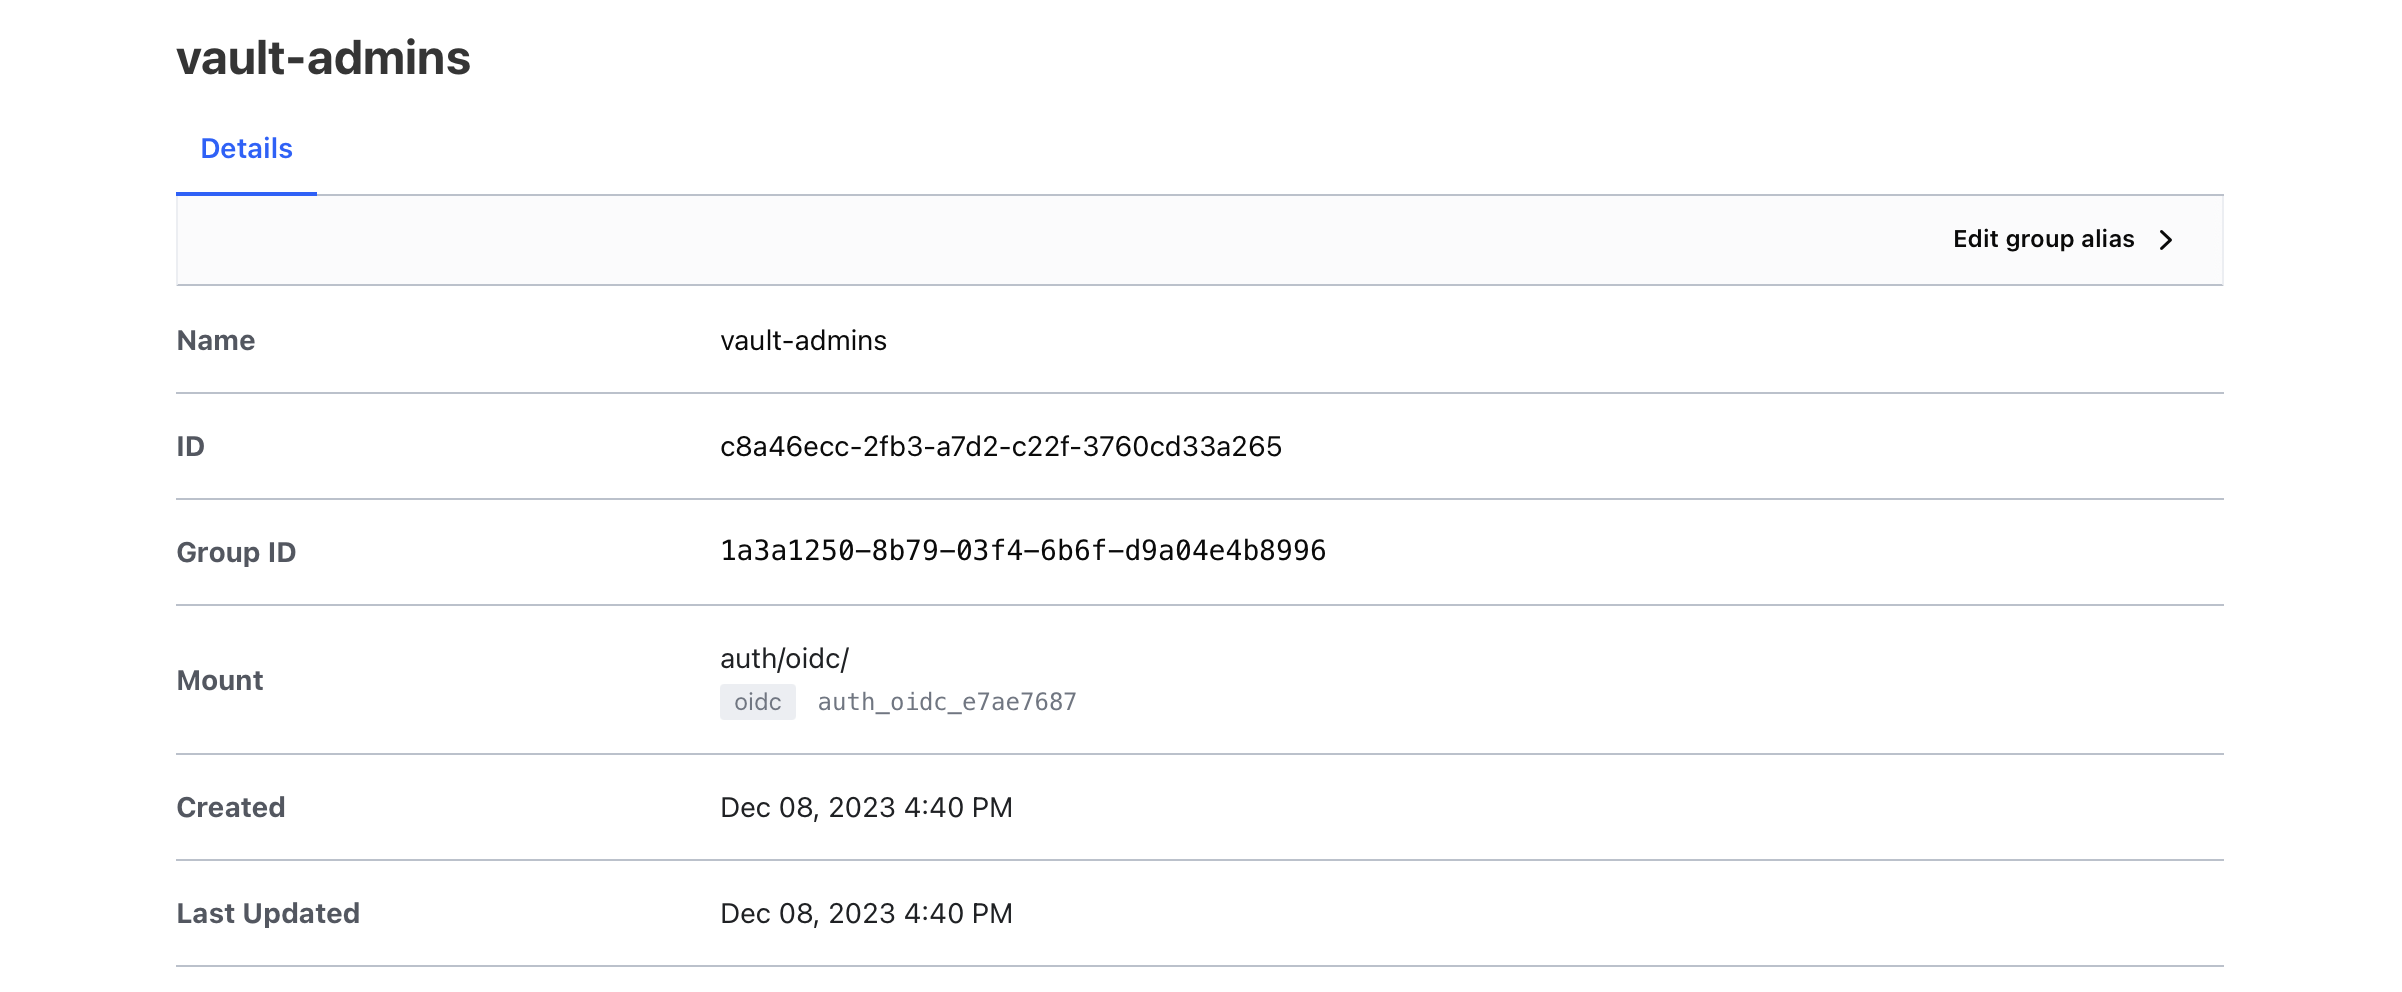 vault-admins
Details
Edit group alias
Name
vault-admins
ID
c8a46ecc-2fb3-a7d2-c22f-3760cd33a265
Group ID
1a3a1250-8b79-03f4-6b6f-d9a04e4b8996
Mount
auth/oidc/
oidc auth_oidc_e7ae7687
Created
Dec 08, 2023 4:40 PM
Last Updated
Dec 08, 2023 4:40 PM